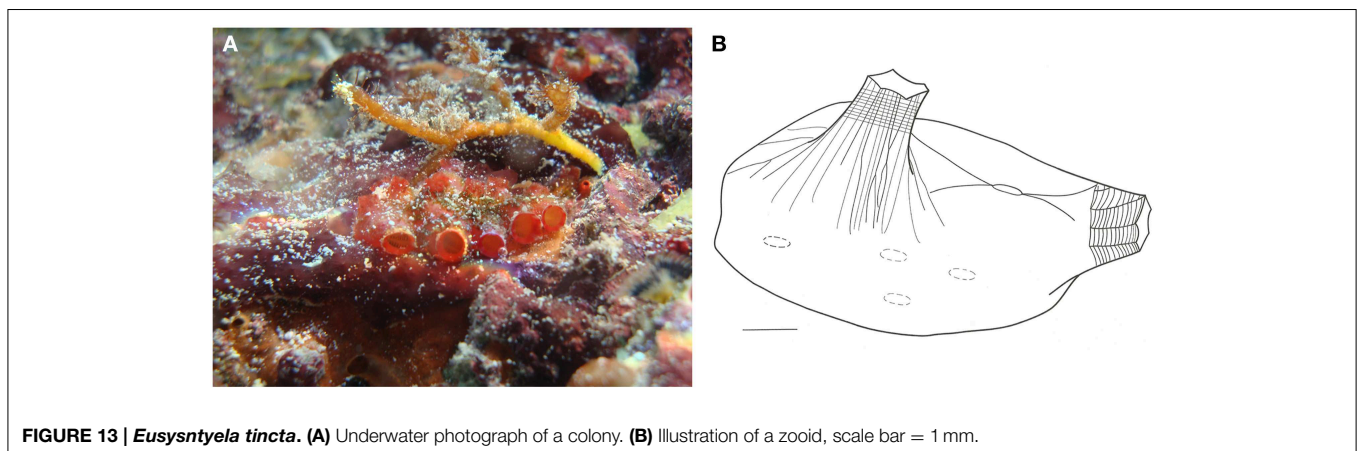 A
B
FIGURE 13 | Eusysntyela tincta. (A) Underwater photograph of a colony. (B) Illustration of a zooid, scale bar = 1 mm.